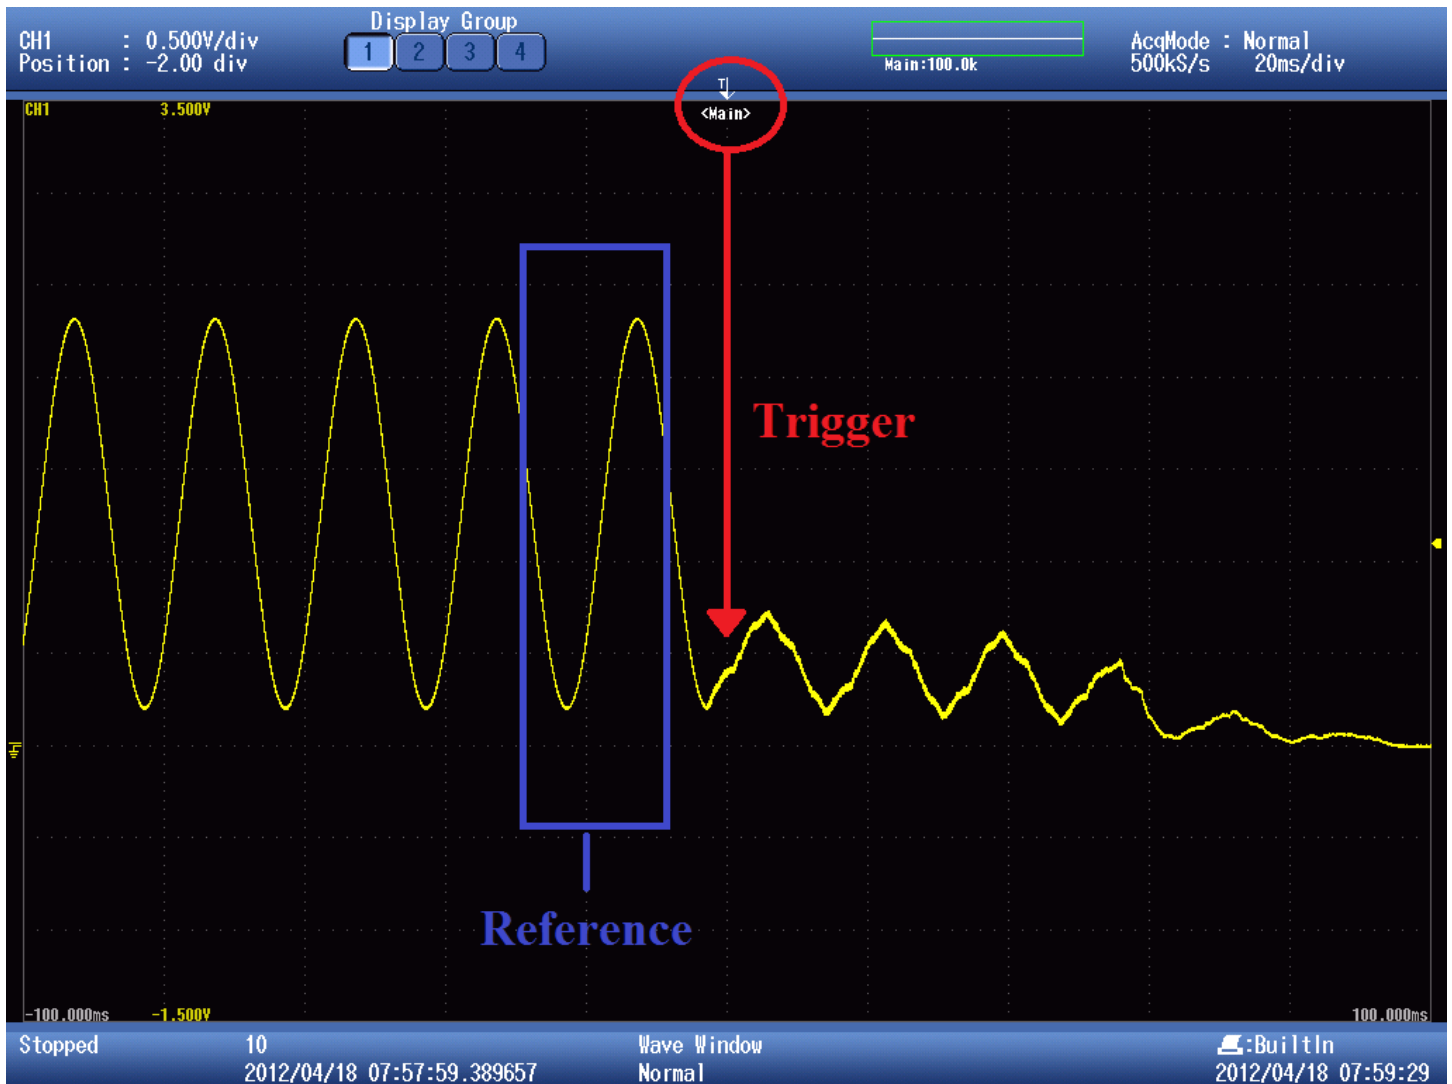 Display Group
CH1 : 0.500V/div
Position : -2.00 div
1 2 3 4
Main:100.0k
AcqMode : Normal
500kS/s 20ms/div
T
<Main>
CH1 3.500V
Trigger
Reference
-100.000ms -1.500V
100.000ms
Stopped
10
2012/04/18 07:57:59.389657
Wave Window
Normal
:BuiltIn
2012/04/18 07:59:29